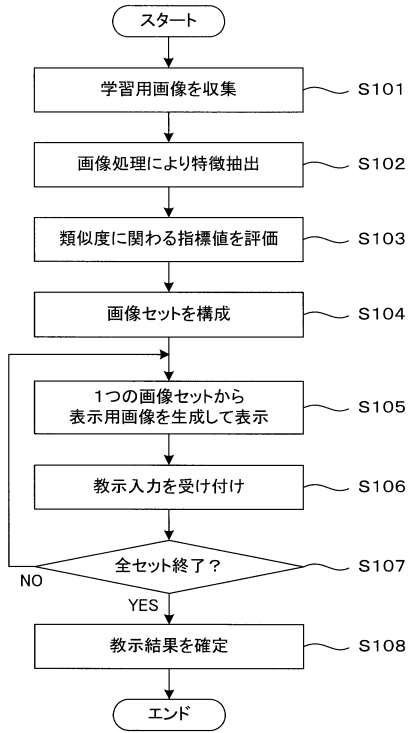 スタート
学習用画像を収集
S101
画像処理により特徴抽出
S102
類似度に関わる指標値を評価
S103
画像セットを構成
S104
1つの画像セットから
表示用画像を生成して表示
S105
教示入力を受け付け
S106
全セット終了?
S107
NO
YES
教示結果を確定
S108
エンド